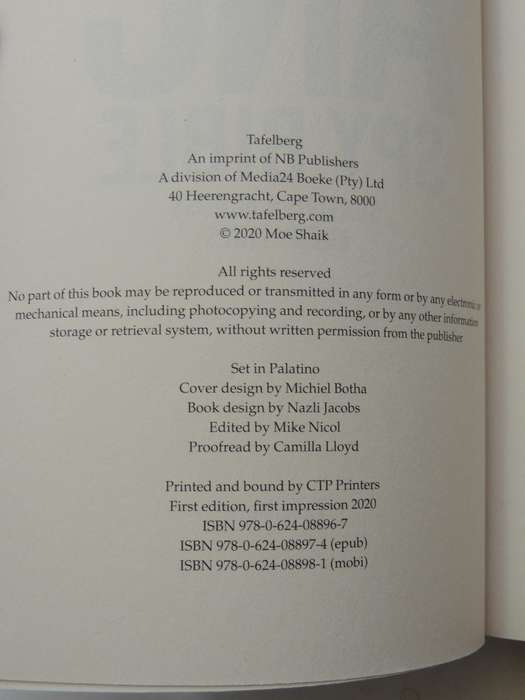 Tafelberg
An imprint of NB Publishers
A division of Media24 Boeke (Pty) Ltd
40 Heerengracht, Cape Town, 8000
www.tafelberg.com
© 2020 Moe Shaik
All rights reserved
No part of this book may be reproduced or transmitted in any form or by any electronic or
mechanical means, including photocopying and recording, or by any other information
storage or retrieval system, without written permission from the publisher
Set in Palatino
Cover design by Michiel Botha
Book design by Nazli Jacobs
Edited by Mike Nicol
Proofread by Camilla Lloyd
Printed and bound by CTP Printers
First edition, first impression 2020
ISBN 978-0-624-08896-7
ISBN 978-0-624-08897-4 (epub)
ISBN 978-0-624-08898-1 (mobi)